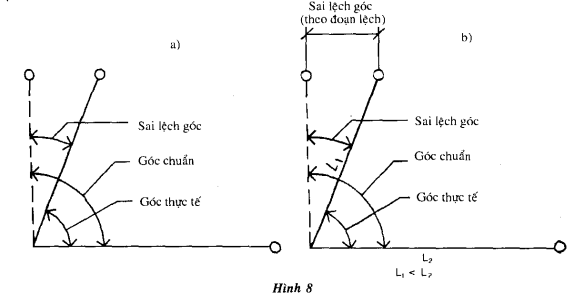 Sai lệch góc
(theo đoạn lệch)
a)
b)
Sai lệch góc
Góc chuẩn
Góc thực tế
Sai lệch góc
L₁
Góc chuẩn
Góc thực tế
L₂
L₁ < L₂
Hình 8